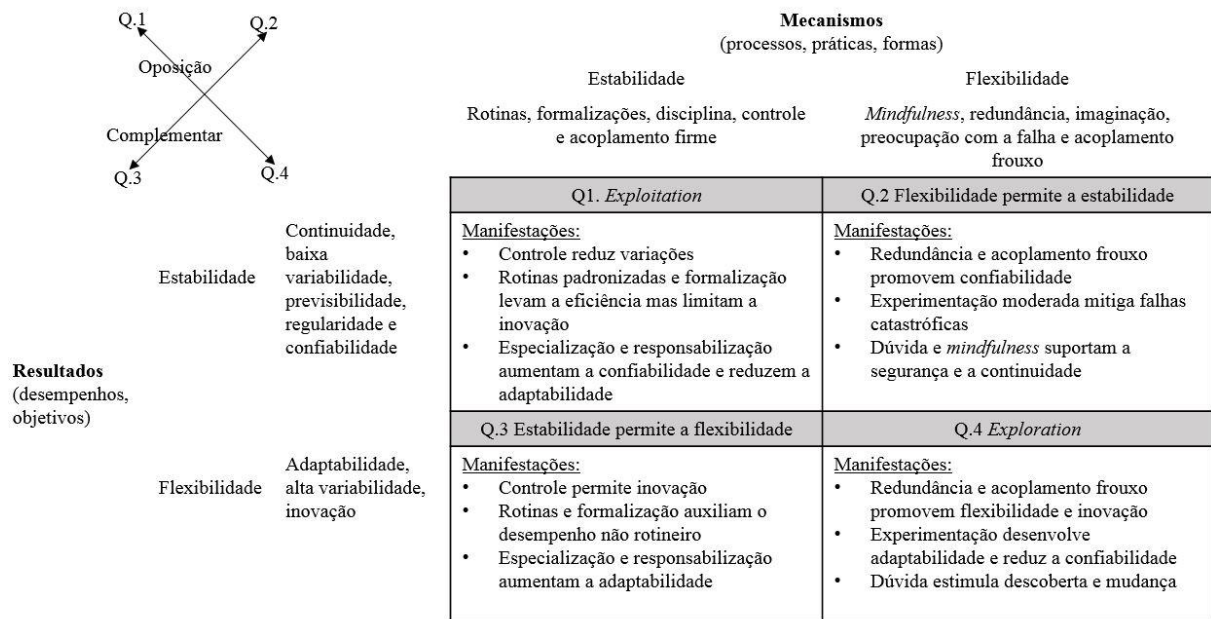 Q.1
Q.2
Oposição
Complementar
Q.3
Q.4
Mecanismos
(processos, práticas, formas)
Estabilidade
Flexibilidade
Rotinas, formalizações, disciplina, controle
e acoplamento firme
Mindfulness, redundância, imaginação,
preocupação com a falha e acoplamento
frouxo
Resultados
(desempenhos,
objetivos)
Estabilidade
Continuidade,
baixa
variabilidade,
previsibilidade,
regularidade e
confiabilidade
Q1. Exploitation
Manifestações:
• Controle reduz variações
• Rotinas padronizadas e formalização
levam a eficiência mas limitam a
inovação
• Especialização e responsabilização
aumentam a confiabilidade e reduzem a
adaptabilidade
Q.2 Flexibilidade permite a estabilidade
Manifestações:
• Redundância e acoplamento frouxo
promovem confiabilidade
• Experimentação moderada mitiga falhas
catastróficas
• Dúvida e mindfulness suportam a
segurança e a continuidade
Flexibilidade
Adaptabilidade,
alta variabilidade,
inovação
Q.3 Estabilidade permite a flexibilidade
Manifestações:
• Controle permite inovação
• Rotinas e formalização auxiliam o
desempenho não rotineiro
• Especialização e responsabilização
aumentam a adaptabilidade
Q.4 Exploration
Manifestações:
• Redundância e acoplamento frouxo
promovem flexibilidade e inovação
• Experimentação desenvolve
adaptabilidade e reduz a confiabilidade
• Dúvida estimula descoberta e mudança